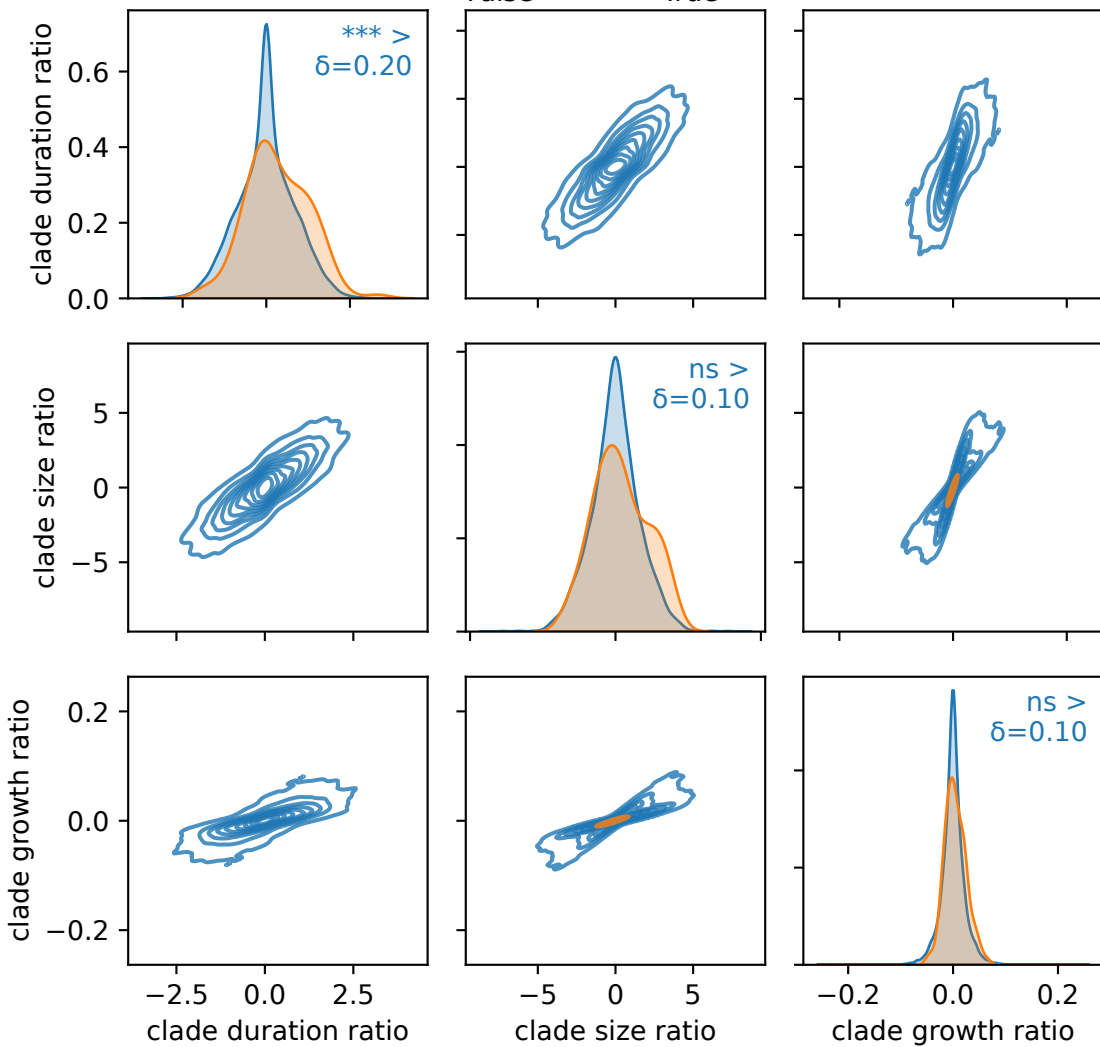 clade duration ratio
0.6
0.4
0.2
0.0
*** >
δ=0.20
clade size ratio
5
0
−5
ns >
δ=0.10
clade growth ratio
0.2
0.0
−0.2
ns >
δ=0.10
−2.5 0.0 2.5
clade duration ratio
−5 0 5
clade size ratio
−0.2 0.0 0.2
clade growth ratio